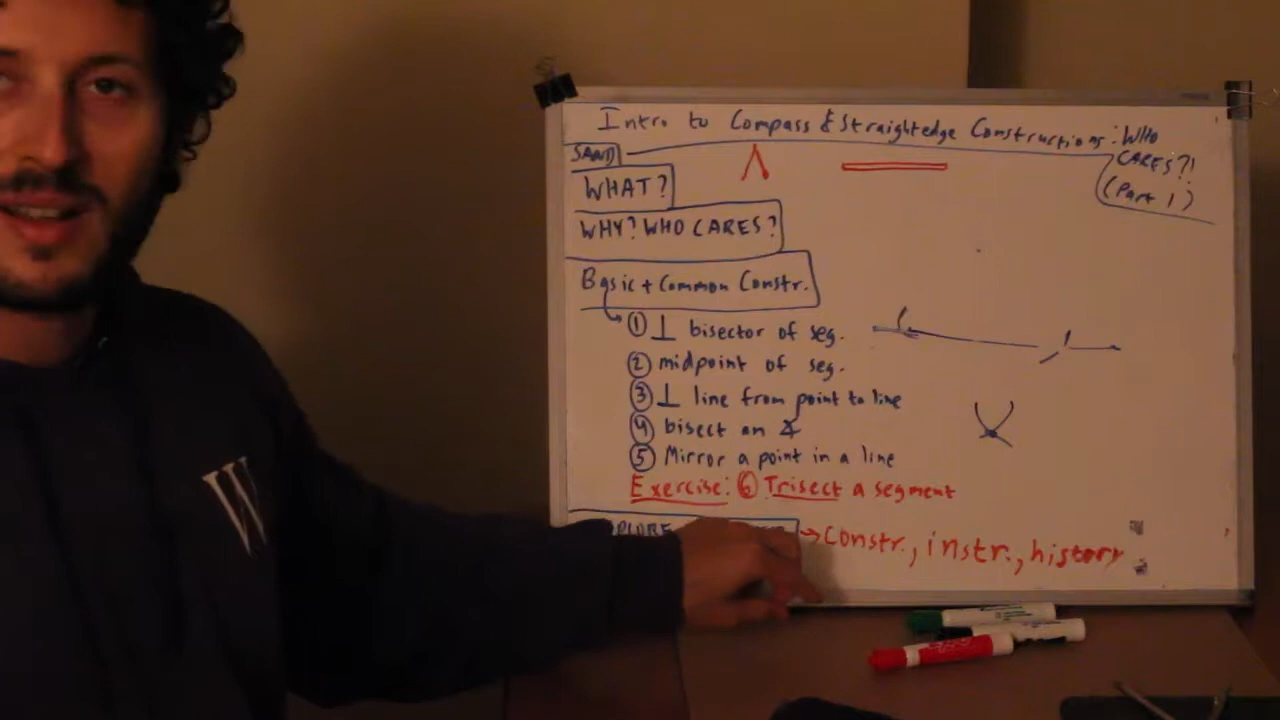 Intro to Compass & Straightedge Constructions: WHO
CARES?!
(Part 1)
SAND
WHAT?
WHY? WHO CARES?
Basic + Common Constr.
① ⊥ bisector of seg.
② midpoint of seg.
③ ⊥ line from point to line
④ bisect an ∡
⑤ Mirror a point in a line
Exercise: ⑥ Trisect a segment
→ Constr., instr., history
W